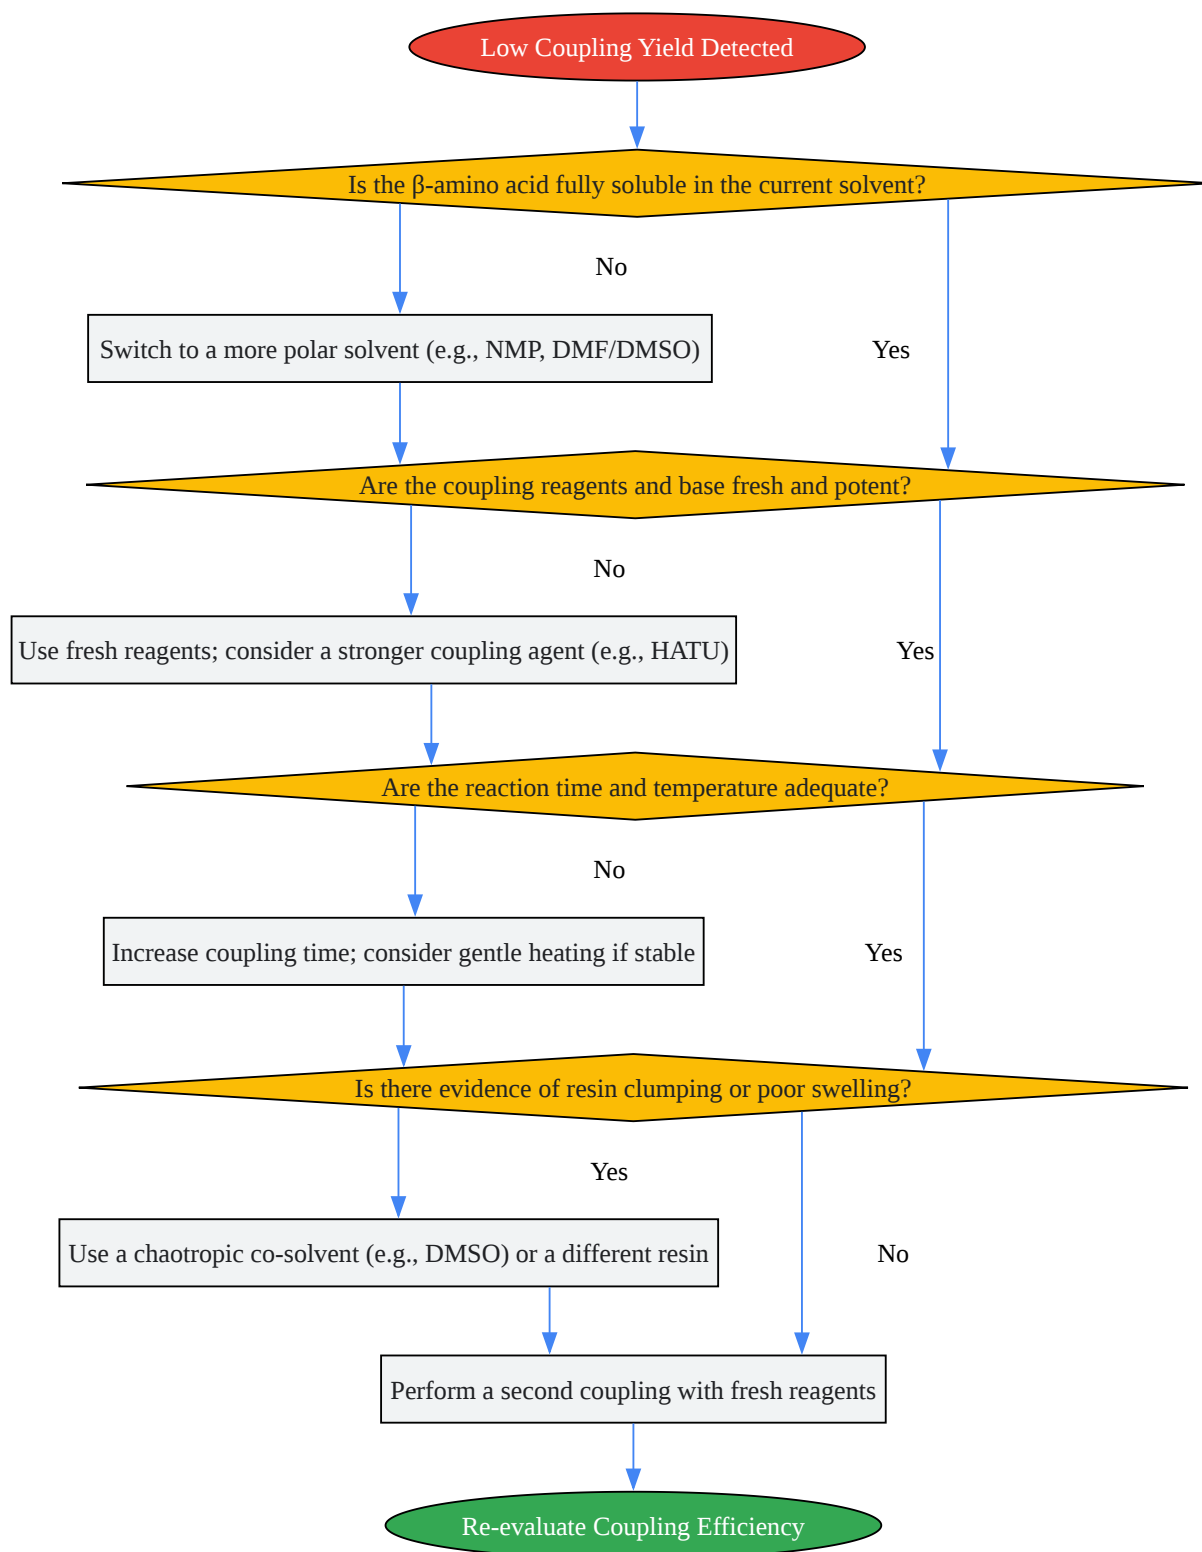 Low Coupling Yield Detected
Is the β-amino acid fully soluble in the current solvent?
No
Switch to a more polar solvent (e.g., NMP, DMF/DMSO)
Yes
Are the coupling reagents and base fresh and potent?
No
Use fresh reagents; consider a stronger coupling agent (e.g., HATU)
Yes
Are the reaction time and temperature adequate?
No
Increase coupling time; consider gentle heating if stable
Yes
Is there evidence of resin clumping or poor swelling?
Yes
Use a chaotropic co-solvent (e.g., DMSO) or a different resin
No
Perform a second coupling with fresh reagents
Re-evaluate Coupling Efficiency